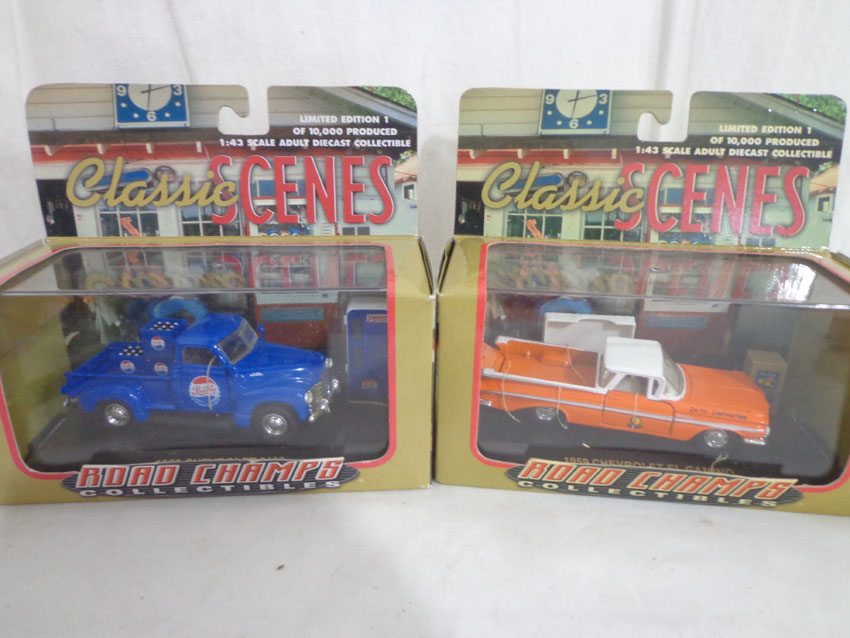 9 3
6
LIMITED EDITION 1
OF 10,000 PRODUCED
1:43 SCALE ADULT DIECAST COLLECTIBLE
Classic SCENES
ROAD CHAMPS
COLLECTIBLES
9 3
6
LIMITED EDITION 1
OF 10,000 PRODUCED
1:43 SCALE ADULT DIECAST COLLECTIBLE
Classic SCENES
1959 CHEVROLET EL CAMINO
ROAD CHAMPS
COLLECTIBLES